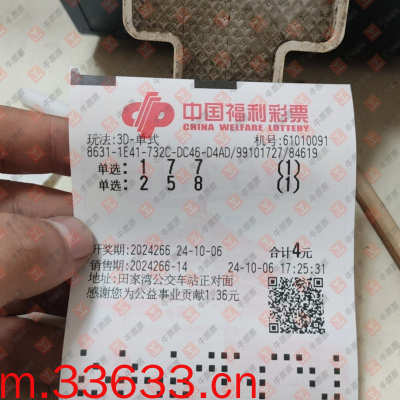 中国福利彩票
CHINA WELFARE LOTTERY
玩法:3D-单式 机号:61010091
8631-1E41-732C-DC46-D4AD/99101727/84619
单选:1 7 7 (1)
单选:2 5 8 (1)
开奖期:2024266 24-10-06 合计4元
销售期:2024266-14 24-10-06 17:25:31
地址:田家湾公交车站正对面
感谢您为公益事业贡献1.36元
m.33633.cn